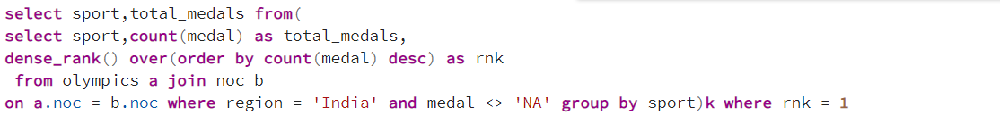 select sport,total_medals from(
select sport,count(medal) as total_medals,
dense_rank() over(order by count(medal) desc) as rnk
from olympics a join noc b
on a.noc = b.noc where region = 'India' and medal <> 'NA' group by sport)k where rnk = 1